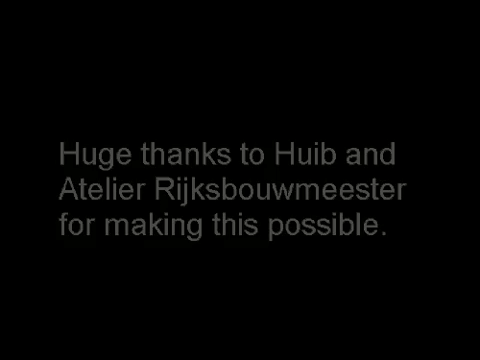 Huge thanks to Huib and
Atelier Rijksbouwmeester
for making this possible.